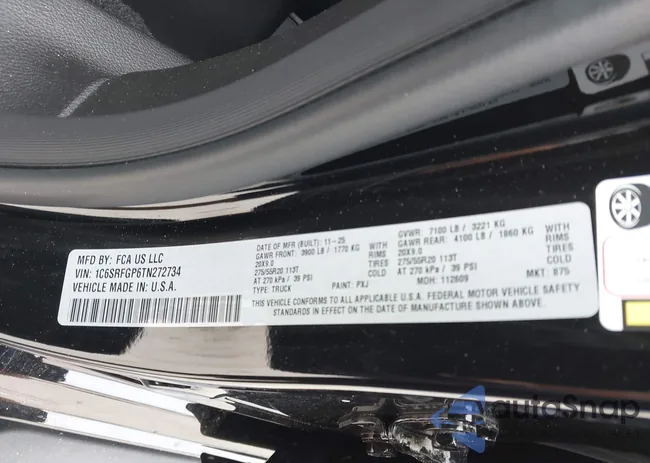 MFD BY: FCA US LLC
VIN: 1C6SRFGP6TN272734
VEHICLE MADE IN: U.S.A.
DATE OF MFR (BUILT): 11-25
GAWR FRONT: 3900 LB / 1770 KG
WITH
20X9.0
RIMS
275/55R20 113T
TIRES
AT 270 kPa / 39 PSI
TYPE: TRUCK
PAINT: PXJ
GVWR: 7100 LB / 3221 KG
GAWR REAR: 4100 LB / 1860 KG
WITH
20X9.0
RIMS
275/55R20 113T
TIRES
AT 270 kPa / 39 PSI
MDH: 112609
MKT: 875
THIS VEHICLE CONFORMS TO ALL APPLICABLE U.S.A. FEDERAL MOTOR VEHICLE SAFETY
STANDARDS IN EFFECT ON THE DATE OF MANUFACTURE SHOWN ABOVE.
AutoSnap